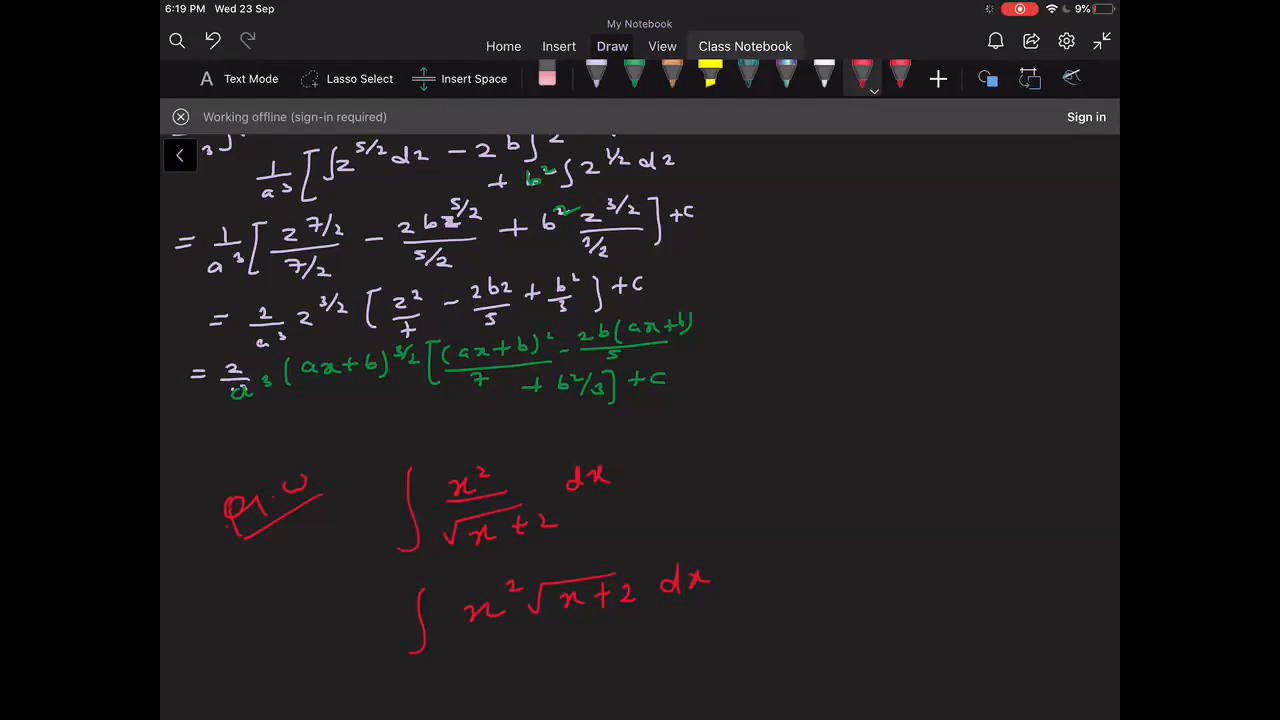 6:19 PM Wed 23 Sep
9%
My Notebook
Home Insert Draw View Class Notebook
Text Mode Lasso Select Insert Space
Working offline (sign-in required) Sign in
1/a³ [∫z^5/2 dz − 2b∫z
+ b² ∫ z^1/2 dz
= 1/a³ [ z^7/2 / 7/2 − 2bz^5/2 / 5/2 + b² z^3/2 / 3/2 ] + c
= 2/a³ z^3/2 [ z²/7 − 2bz/5 + b²/3 ] + c
= 2/a³ (ax+b)^3/2 [ (ax+b)²/7 − 2b(ax+b)/5
+ b²/3 ] + c
∫ x²/√x+2 dx
∫ x² √x+2 dx